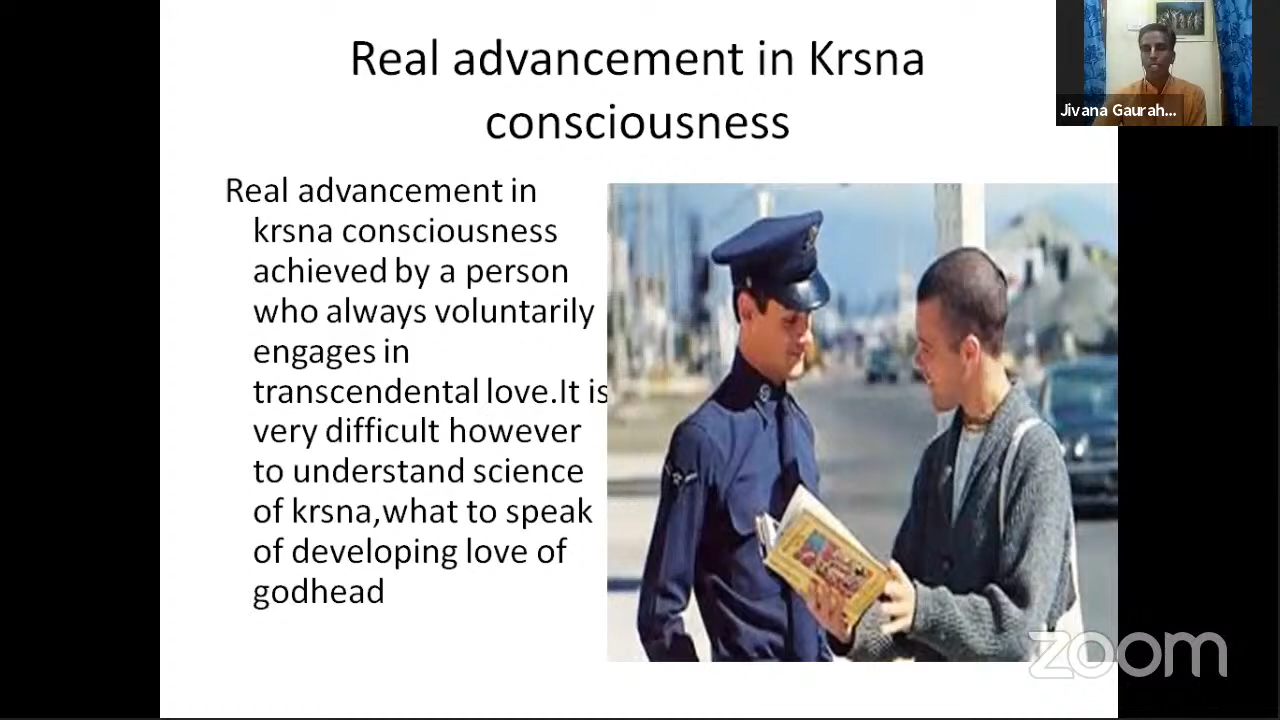 Real advancement in Krsna
consciousness
Jivana Gaurah...
Real advancement in
krsna consciousness
achieved by a person
who always voluntarily
engages in
transcendental love.It is
very difficult however
to understand science
of krsna,what to speak
of developing love of
godhead
zoom